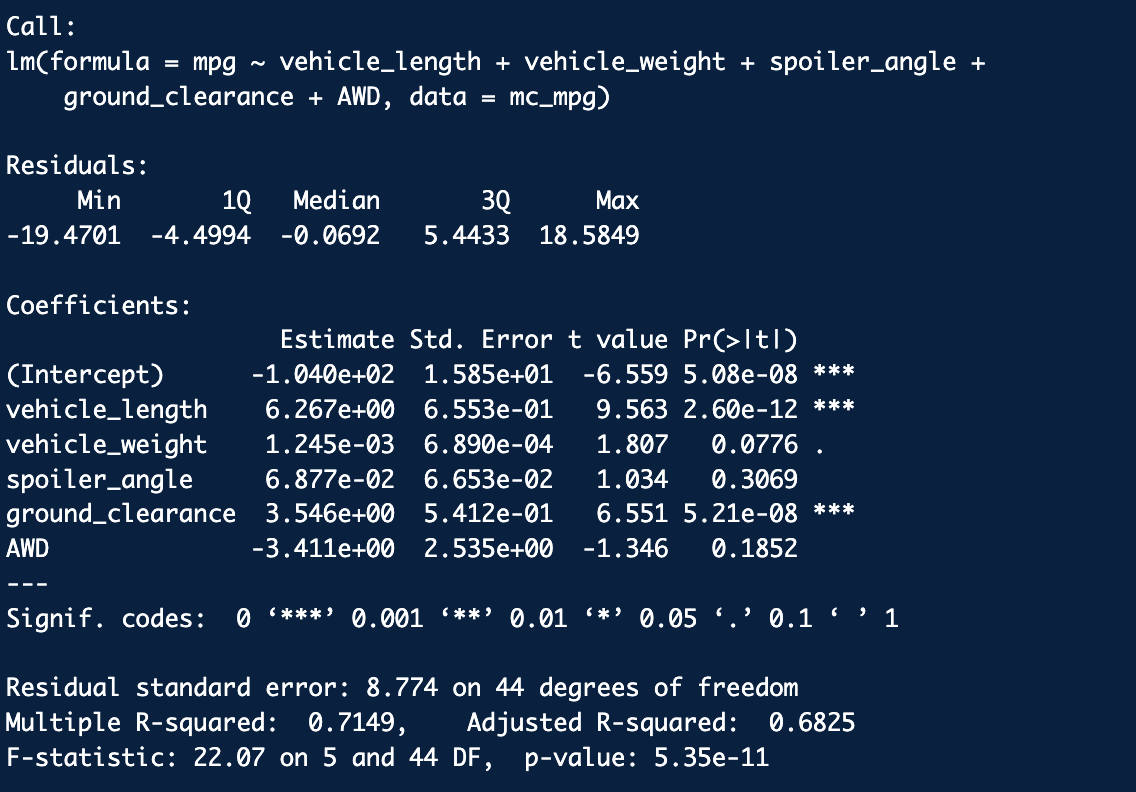 Call:
lm(formula = mpg ~ vehicle_length + vehicle_weight + spoiler_angle +
    ground_clearance + AWD, data = mc_mpg)

Residuals:
     Min       1Q   Median       3Q      Max
-19.4701  -4.4994  -0.0692   5.4433  18.5849

Coefficients:
                   Estimate Std. Error t value Pr(>|t|)
(Intercept)      -1.040e+02  1.585e+01  -6.559 5.08e-08 ***
vehicle_length    6.267e+00  6.553e-01   9.563 2.60e-12 ***
vehicle_weight    1.245e-03  6.890e-04   1.807   0.0776 .
spoiler_angle     6.877e-02  6.653e-02   1.034   0.3069
ground_clearance  3.546e+00  5.412e-01   6.551 5.21e-08 ***
AWD              -3.411e+00  2.535e+00  -1.346   0.1852
---
Signif. codes:  0 ‘***’ 0.001 ‘**’ 0.01 ‘*’ 0.05 ‘.’ 0.1 ‘ ’ 1

Residual standard error: 8.774 on 44 degrees of freedom
Multiple R-squared:  0.7149,    Adjusted R-squared:  0.6825
F-statistic: 22.07 on 5 and 44 DF,  p-value: 5.35e-11